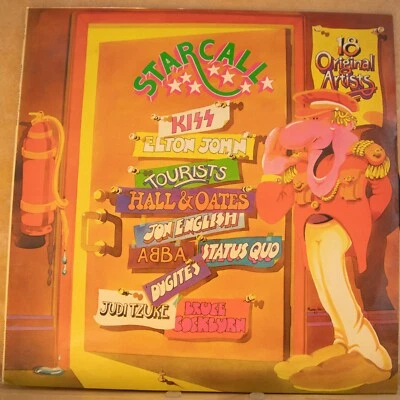 STARCALL
18
Original
Artists
KISS
ELTON JOHN
TOURISTS
HALL & OATES
JON ENGLISH
ABBA
STATUS QUO
DUGITES
JUDI TZUKE
BRUCE
COCKBURN